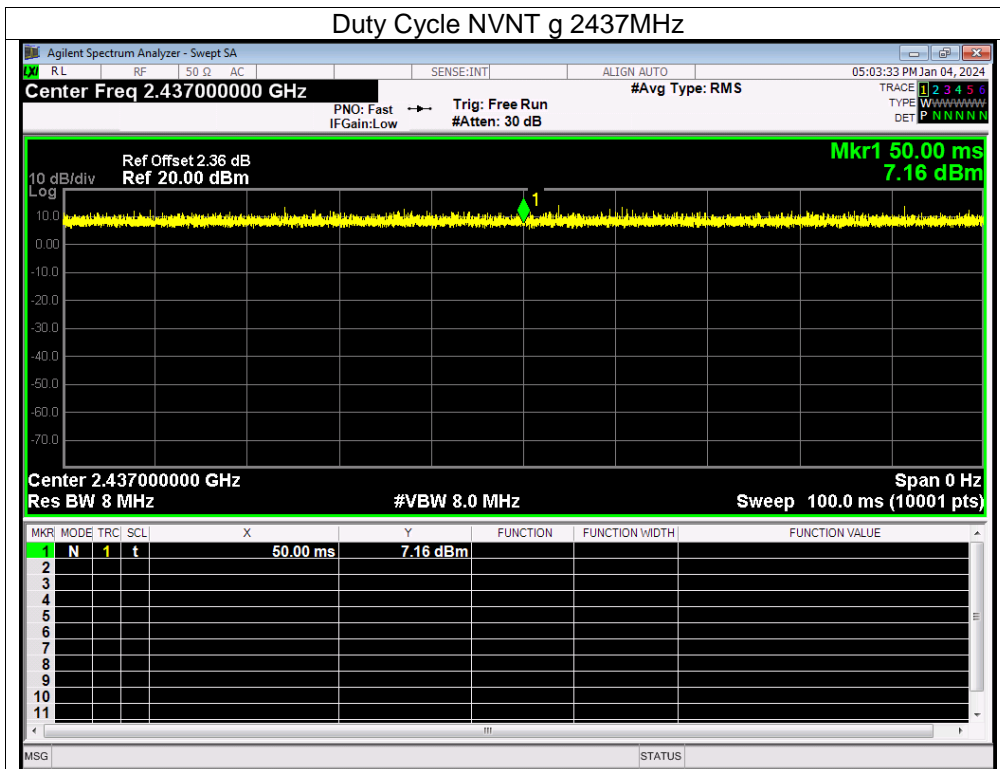 Duty Cycle NVNT g 2437MHz
Agilent Spectrum Analyzer - Swept SA
LXI RL RF 50 Ω AC SENSE:INT ALIGN AUTO 05:03:33 PM Jan 04, 2024
Center Freq 2.437000000 GHz #Avg Type: RMS TRACE 1 2 3 4 5 6
PNO: Fast Trig: Free Run TYPE WWWWWWW
IFGain:Low #Atten: 30 dB DET P N N N N N
Mkr1 50.00 ms
Ref Offset 2.36 dB
10 dB/div Ref 20.00 dBm 7.16 dBm
Log
1
10.0
0.00
-10.0
-20.0
-30.0
-40.0
-50.0
-60.0
-70.0
Center 2.437000000 GHz Span 0 Hz
Res BW 8 MHz #VBW 8.0 MHz Sweep 100.0 ms (10001 pts)
MKR MODE TRC SCL X Y FUNCTION FUNCTION WIDTH FUNCTION VALUE
1 N 1 t 50.00 ms 7.16 dBm
2
3
4
5
6
7
8
9
10
11
MSG STATUS